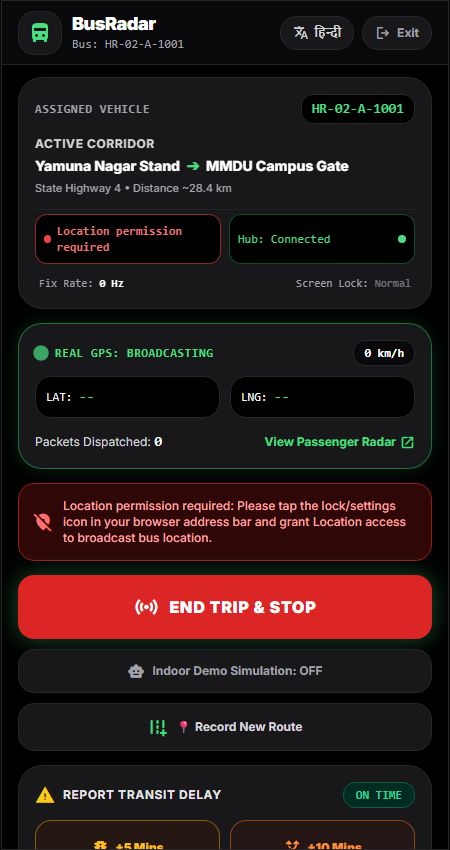 BusRadar
Bus: HR-02-A-1001
हिन्दी
Exit
ASSIGNED VEHICLE
HR-02-A-1001
ACTIVE CORRIDOR
Yamuna Nagar Stand ➔ MMDU Campus Gate
State Highway 4 • Distance ~28.4 km
Location permission
required
Hub: Connected
Fix Rate: 0 Hz
Screen Lock: Normal
REAL GPS: BROADCASTING
0 km/h
LAT: --
LNG: --
Packets Dispatched: 0
View Passenger Radar
Location permission required: Please tap the lock/settings
icon in your browser address bar and grant Location access
to broadcast bus location.
END TRIP & STOP
Indoor Demo Simulation: OFF
📍 Record New Route
REPORT TRANSIT DELAY
ON TIME
+5 Mins
+10 Mins